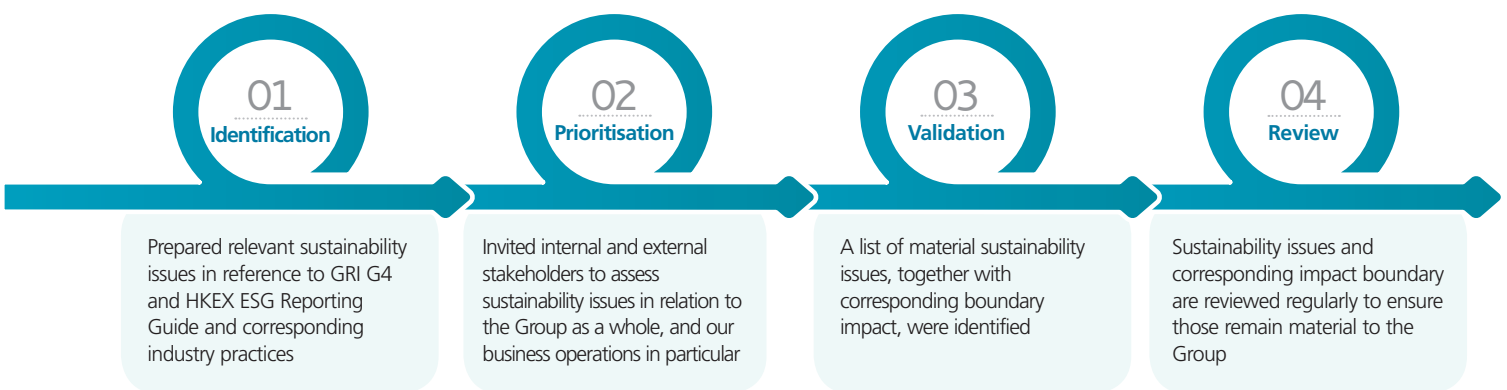 01
Identification
Prepared relevant sustainability
issues in reference to GRI G4
and HKEX ESG Reporting
Guide and corresponding
industry practices
02
Prioritisation
Invited internal and external
stakeholders to assess
sustainability issues in relation to
the Group as a whole, and our
business operations in particular
03
Validation
A list of material sustainability
issues, together with
corresponding boundary
impact, were identified
04
Review
Sustainability issues and
corresponding impact boundary
are reviewed regularly to ensure
those remain material to the
Group